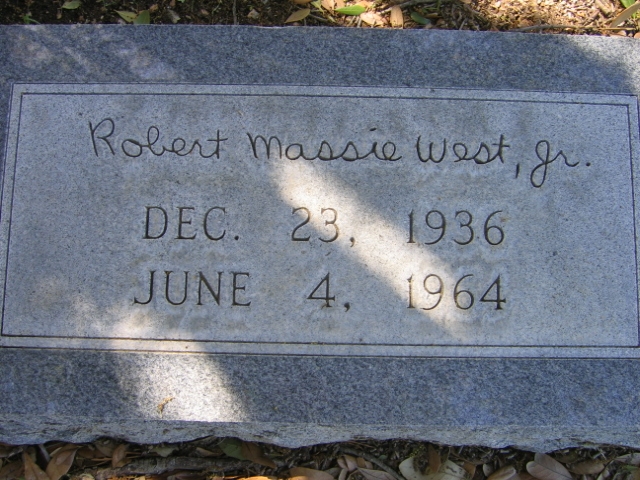 Robert Massie West, Jr.
DEC. 23, 1936
JUNE 4, 1964